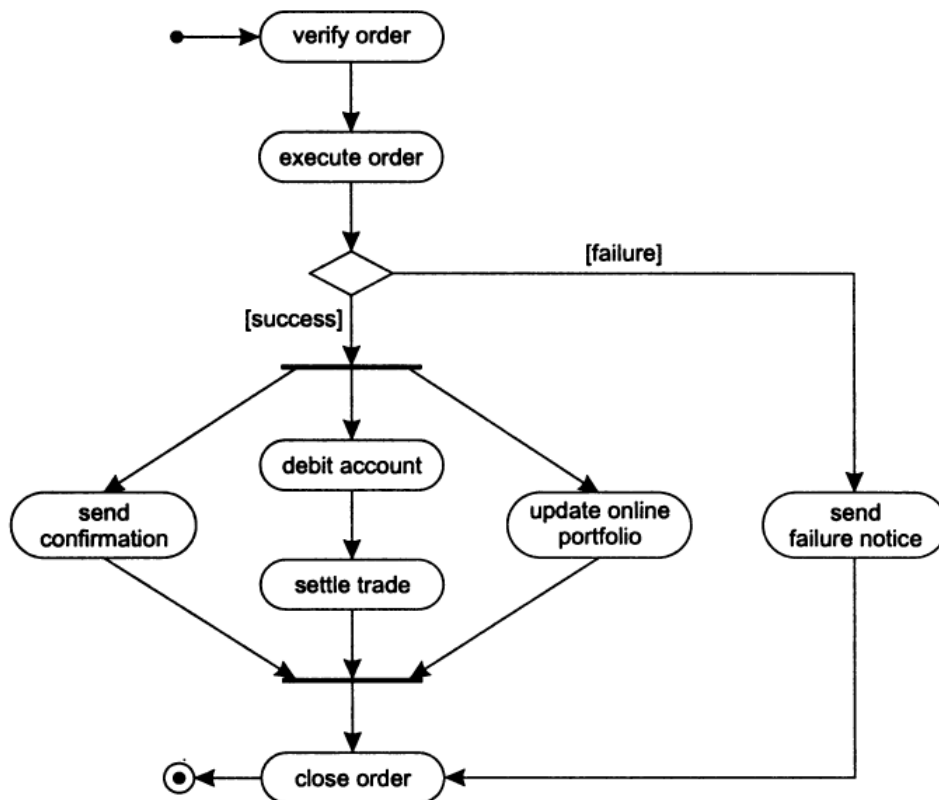 verify order
execute order
[failure]
[success]
debit account
send
confirmation
update online
portfolio
send
failure notice
settle trade
close order